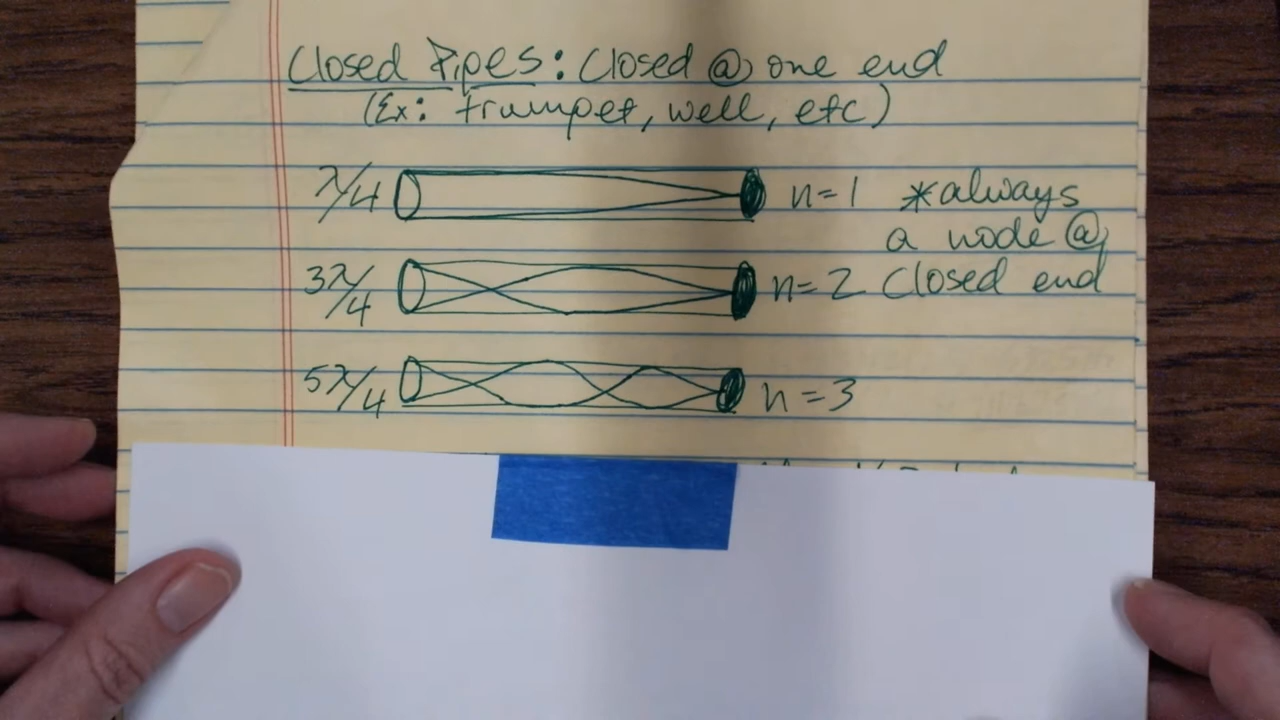 Closed Pipes: Closed @ one end
(Ex: trumpet, well, etc)
λ/4 n=1 *always
a node @
3λ/4 n=2 Closed end
5λ/4 n=3